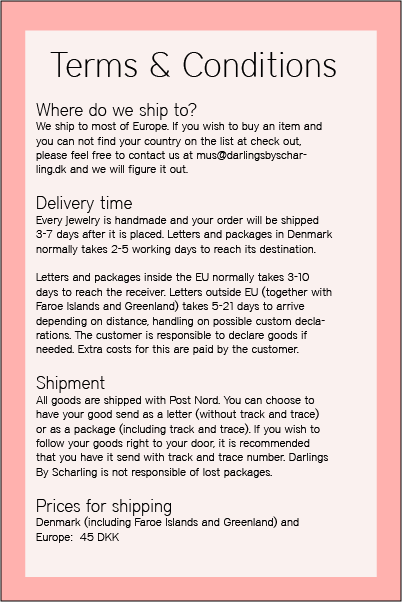 Terms & Conditions
Where do we ship to?
We ship to most of Europe. If you wish to buy an item and
you can not find your country on the list at check out,
please feel free to contact us at mus@darlingsbyschar-
ling.dk and we will figure it out.
Delivery time
Every jewelry is handmade and your order will be shipped
3-7 days after it is placed. Letters and packages in Denmark
normally takes 2-5 working days to reach its destination.
Letters and packages inside the EU normally takes 3-10
days to reach the receiver. Letters outside EU (together with
Faroe Islands and Greenland) takes 5-21 days to arrive
depending on distance, handling on possible custom decla-
rations. The customer is responsible to declare goods if
needed. Extra costs for this are paid by the customer.
Shipment
All goods are shipped with Post Nord. You can choose to
have your good send as a letter (without track and trace)
or as a package (including track and trace). If you wish to
follow your goods right to your door, it is recommended
that you have it send with track and trace number. Darlings
By Scharling is not responsible of lost packages.
Prices for shipping
Denmark (including Faroe Islands and Greenland) and
Europe: 45 DKK